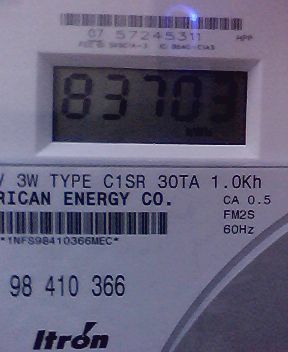 07 57245311 HPP
83703
kWh
V 3W TYPE C1SR 30TA 1.0Kh
RICAN ENERGY CO. CA 0.5
FM2S
*1NFS98410366MEC* 60Hz
98 410 366
Itron